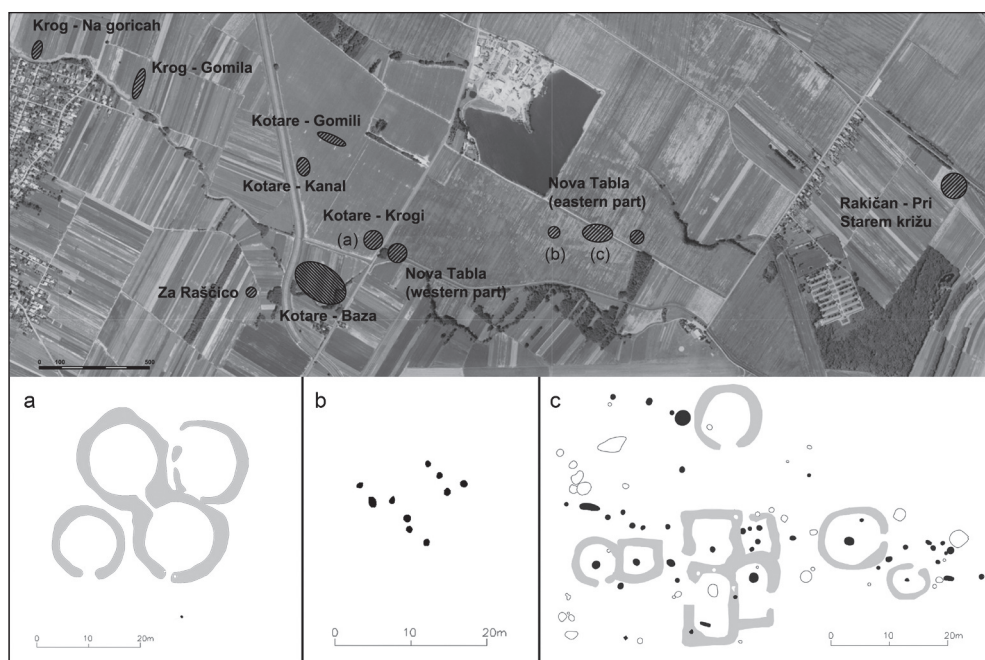 Krog - Na goricah
Krog - Gomila
Kotare - Gomili
Kotare - Kanal
Kotare - Krogi
(a)
Nova Tabla
(western part)
Za Raščico
Kotare - Baza
Nova Tabla
(eastern part)
(b)
(c)
Rakičan - Pri
Starem križu
0 100 500
a
0 10 20m
b
0 10 20m
c
0 10 20m